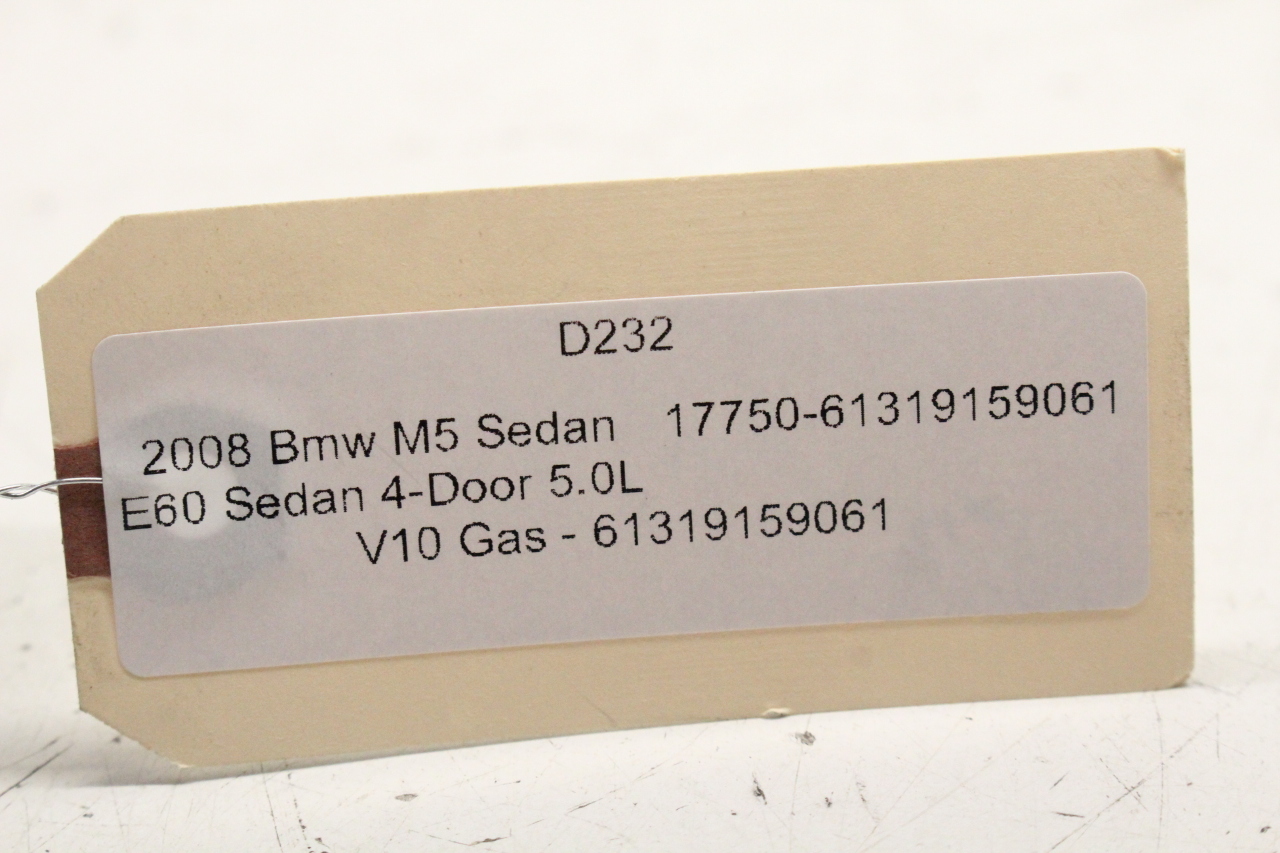 D232
2008 Bmw M5 Sedan 17750-61319159061
E60 Sedan 4-Door 5.0L
V10 Gas - 61319159061